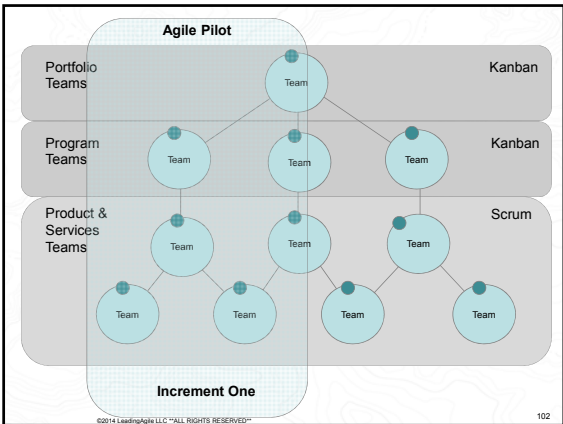 Agile Pilot
Portfolio
Teams
Kanban
Team
Program
Teams
Kanban
Team
Team
Team
Product &
Services
Teams
Scrum
Team
Team
Team
Team
Team
Team
Team
Increment One
©2014 LeadingAgile LLC **ALL RIGHTS RESERVED**
102